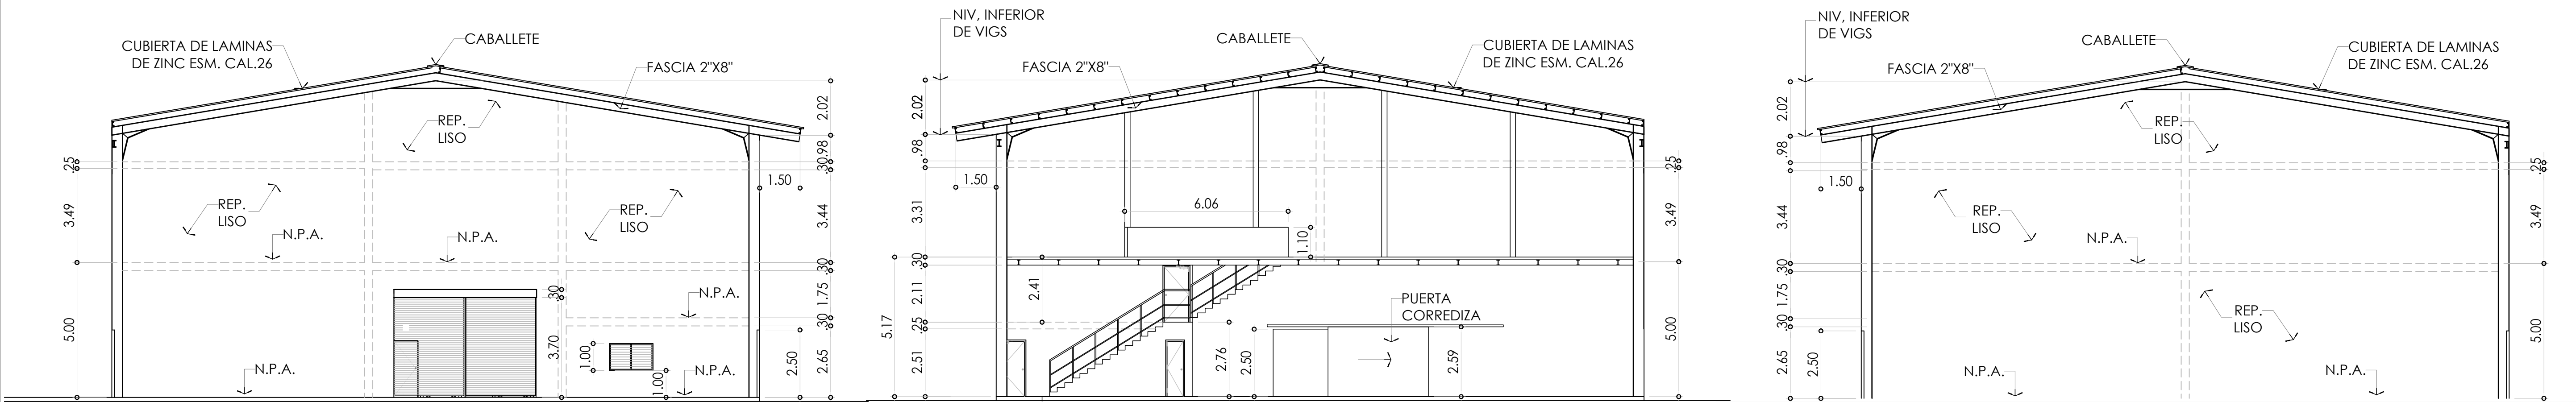 CUBIERTA DE LAMINAS
DE ZINC ESM. CAL.26
CABALLETE
FASCIA 2"X8"
REP.
LISO
REP.
LISO
REP.
LISO
N.P.A.
N.P.A.
N.P.A.
N.P.A.
N.P.A.
.25
3.49
5.00
2.02
.98
.30
3.44
.30
1.75
.30
2.65
1.50
2.50
.30
3.70
1.00
1.00
NIV, INFERIOR
DE VIGS
CABALLETE
FASCIA 2"X8"
CUBIERTA DE LAMINAS
DE ZINC ESM. CAL.26
2.02
.98
1.50
3.31
.30
2.11
.25
2.51
5.17
2.41
6.06
1.10
2.76
2.50
2.59
PUERTA
CORREDIZA
.25
3.49
5.00
NIV, INFERIOR
DE VIGS
CABALLETE
FASCIA 2"X8"
CUBIERTA DE LAMINAS
DE ZINC ESM. CAL.26
REP.
LISO
REP.
LISO
REP.
LISO
N.P.A.
N.P.A.
N.P.A.
2.02
.98
1.50
3.44
.30
1.75
.30
2.65
2.50
.25
3.49
5.00